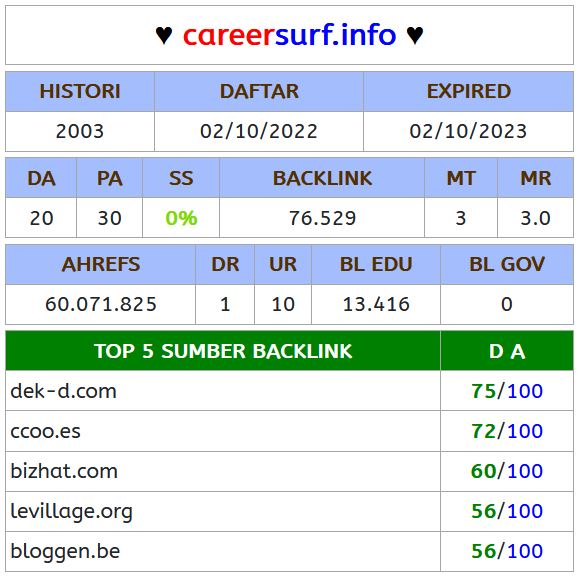 ♥ careersurf.info ♥
HISTORI DAFTAR EXPIRED
2003 02/10/2022 02/10/2023
DA PA SS BACKLINK MT MR
20 30 0% 76.529 3 3.0
AHREFS DR UR BL EDU BL GOV
60.071.825 1 10 13.416 0
TOP 5 SUMBER BACKLINK D A
dek-d.com 75/100
ccoo.es 72/100
bizhat.com 60/100
levillage.org 56/100
bloggen.be 56/100